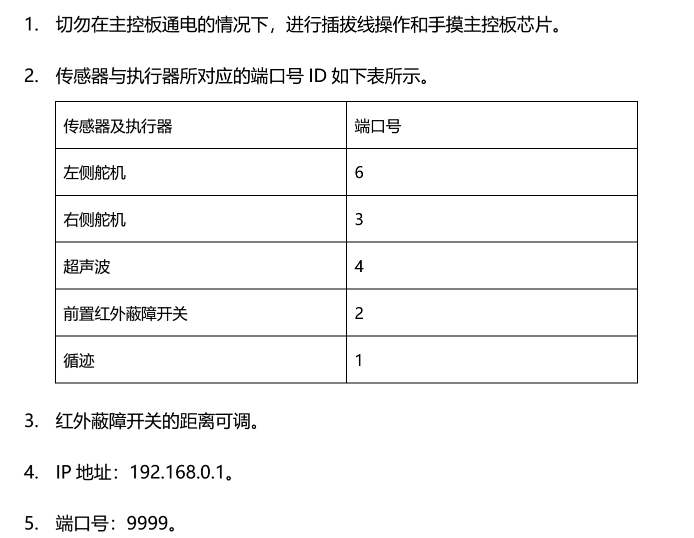 1. 切勿在主控板通电的情况下，进行插拔线操作和手摸主控板芯片。
2. 传感器与执行器所对应的端口号 ID 如下表所示。
传感器及执行器 端口号
左侧舵机 6
右侧舵机 3
超声波 4
前置红外蔽障开关 2
循迹 1
3. 红外蔽障开关的距离可调。
4. IP 地址：192.168.0.1。
5. 端口号：9999。